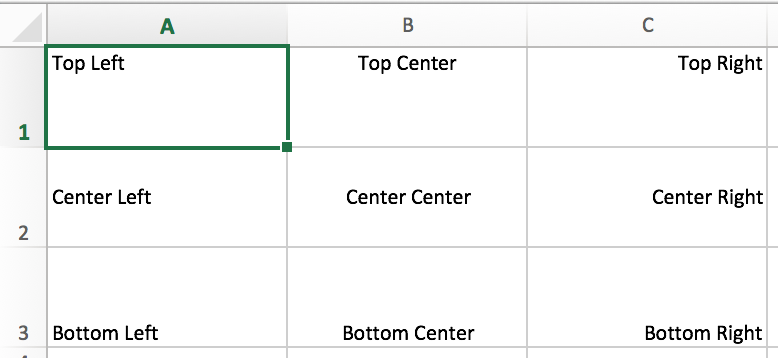 A B C
Top Left Top Center Top Right
1
Center Left Center Center Center Right
2
3 Bottom Left Bottom Center Bottom Right